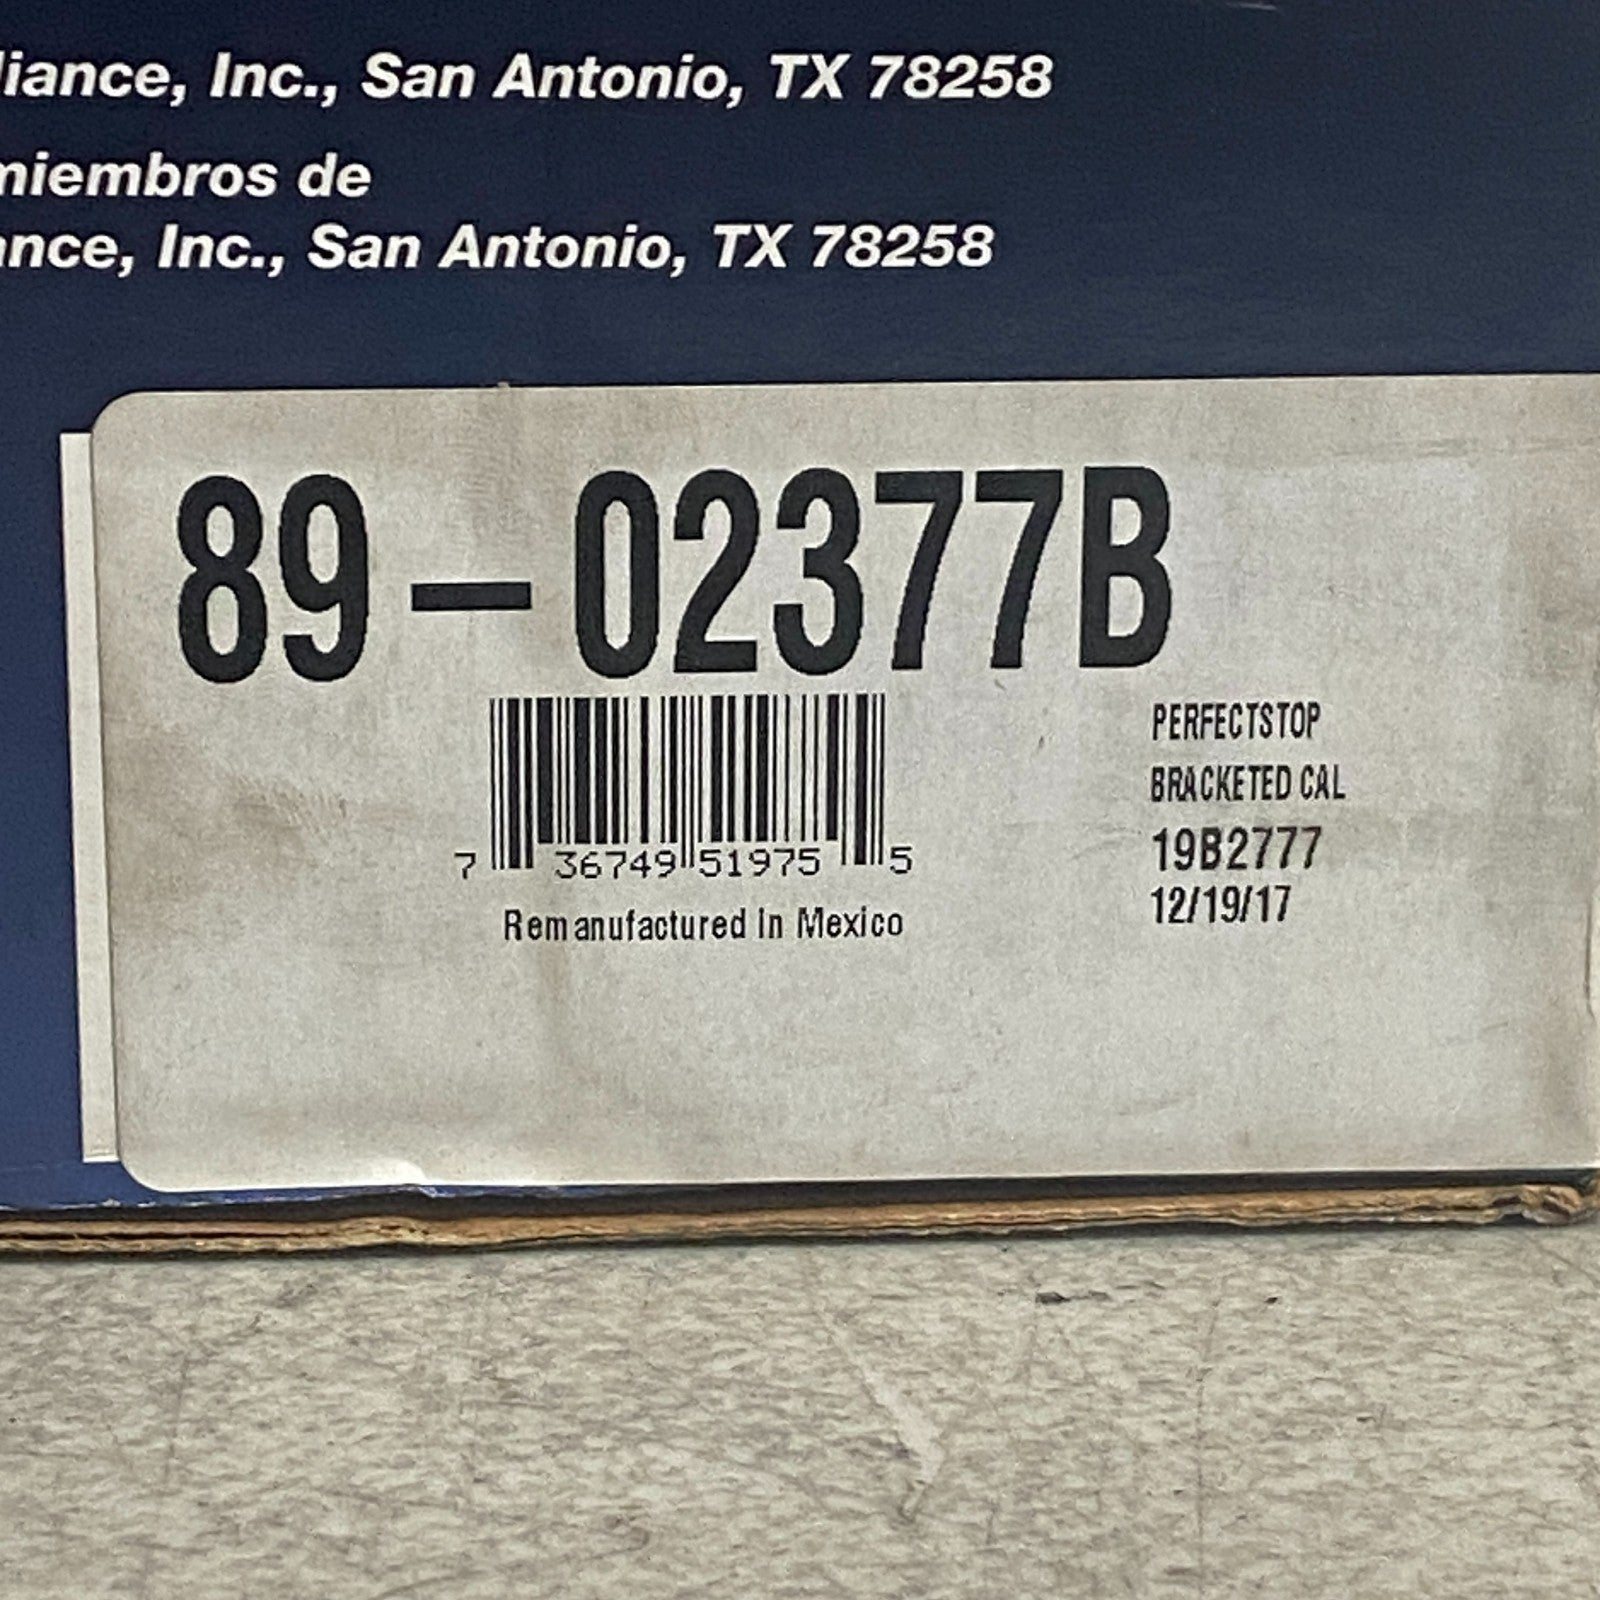 liance, Inc., San Antonio, TX 78258
miembros de
ance, Inc., San Antonio, TX 78258
89-02377B
7 36749 51975 5
Remanufactured In Mexico
PERFECTSTOP
BRACKETED CAL
19B2777
12/19/17